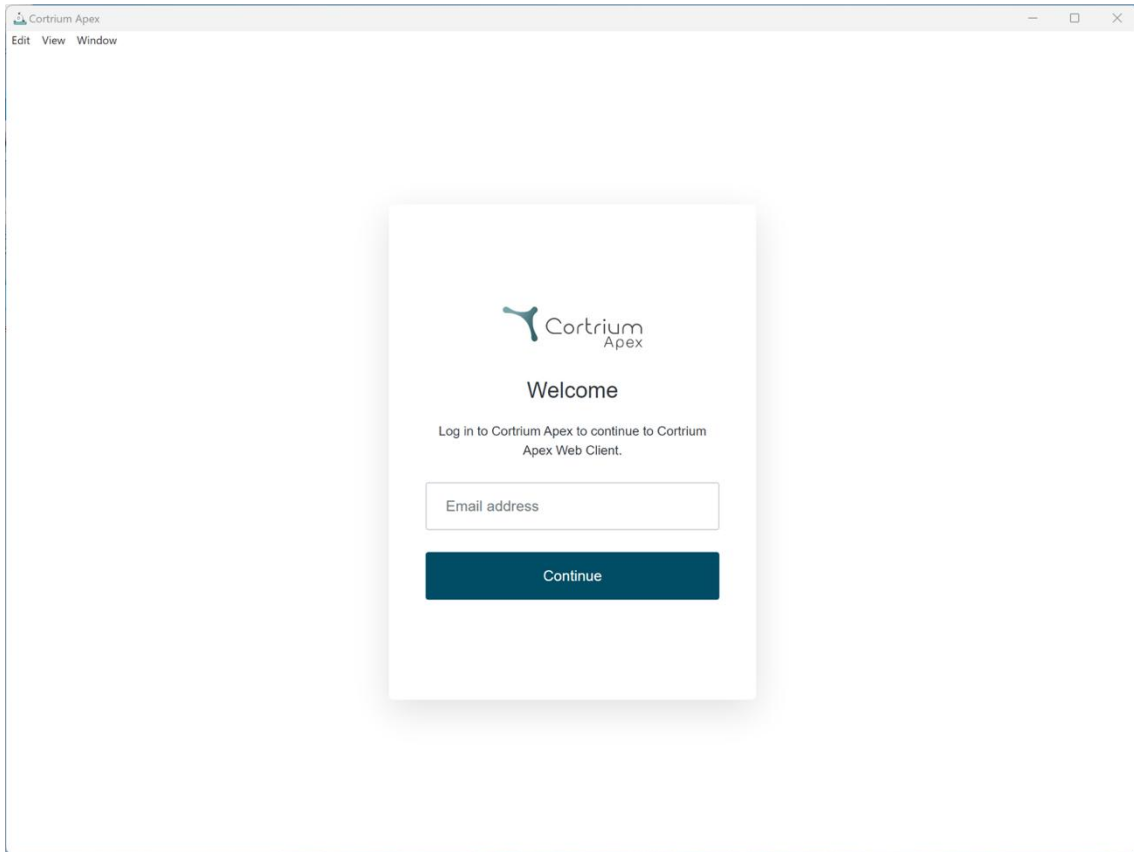 Cortrium Apex
Edit View Window
Cortrium
Apex
Welcome
Log in to Cortrium Apex to continue to Cortrium
Apex Web Client.
Email address
Continue